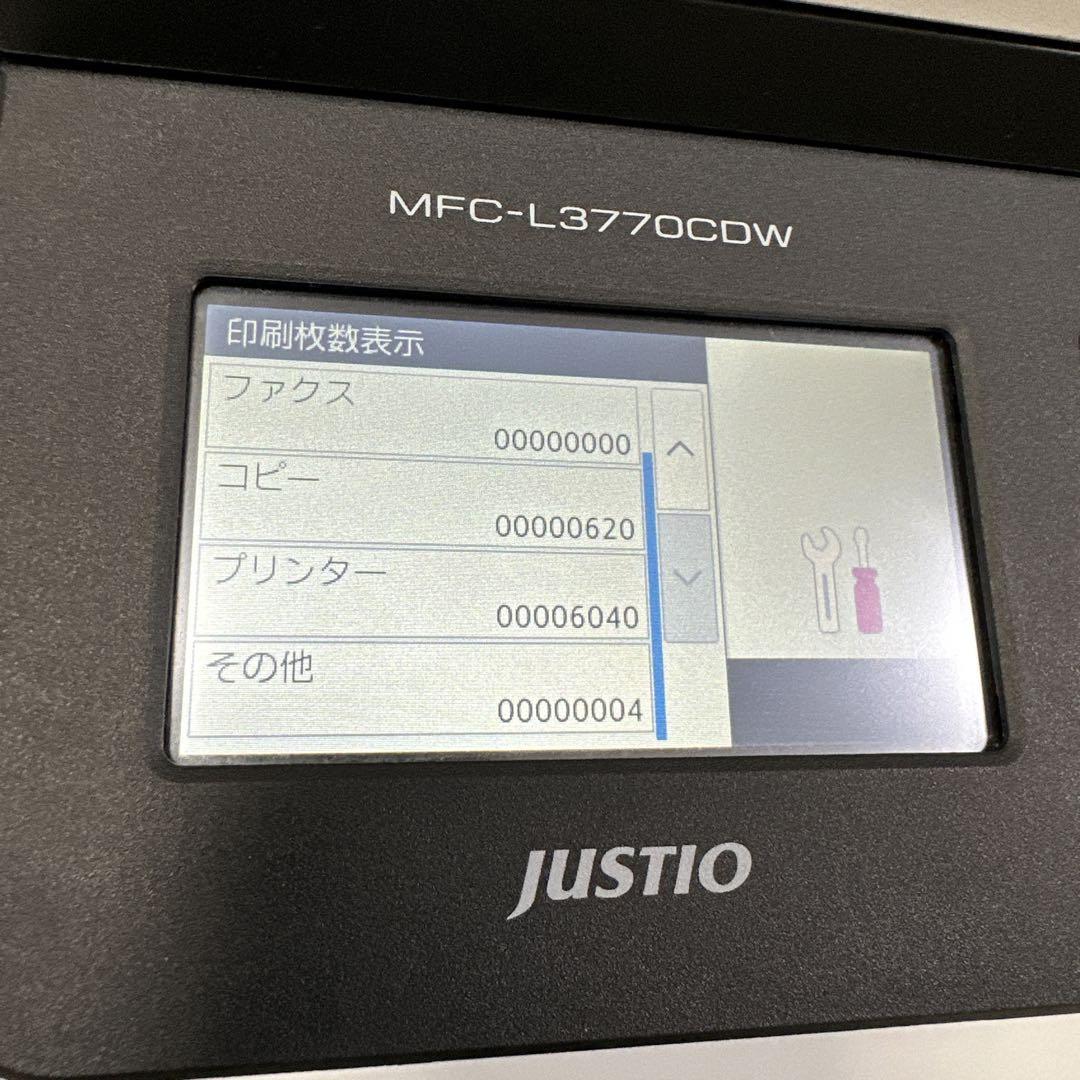 MFC-L3770CDW
印刷枚数表示
ファクス
00000000
コピー
00000620
プリンター
00006040
その他
00000004
JUSTIO